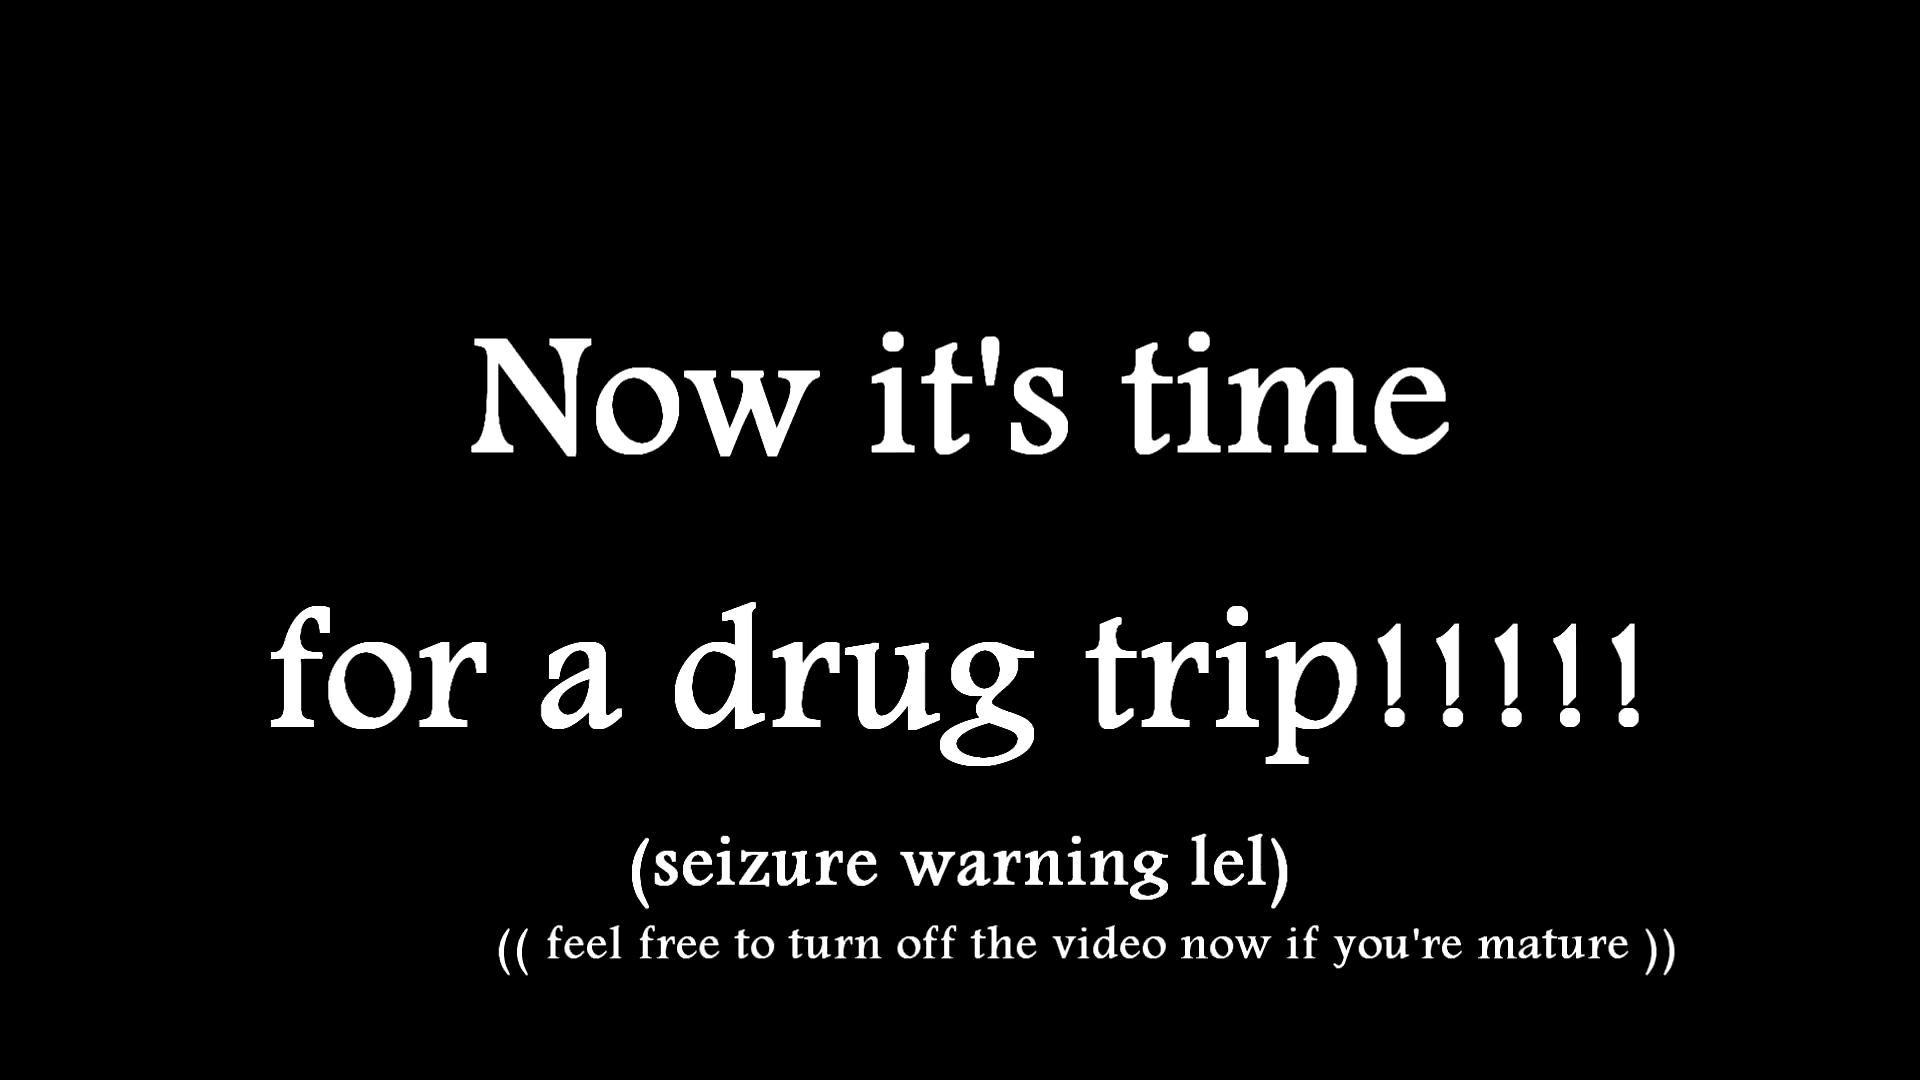 Now it's time
for a drug trip!!!!!
(seizure warning lel)
(( feel free to turn off the video now if you're mature ))